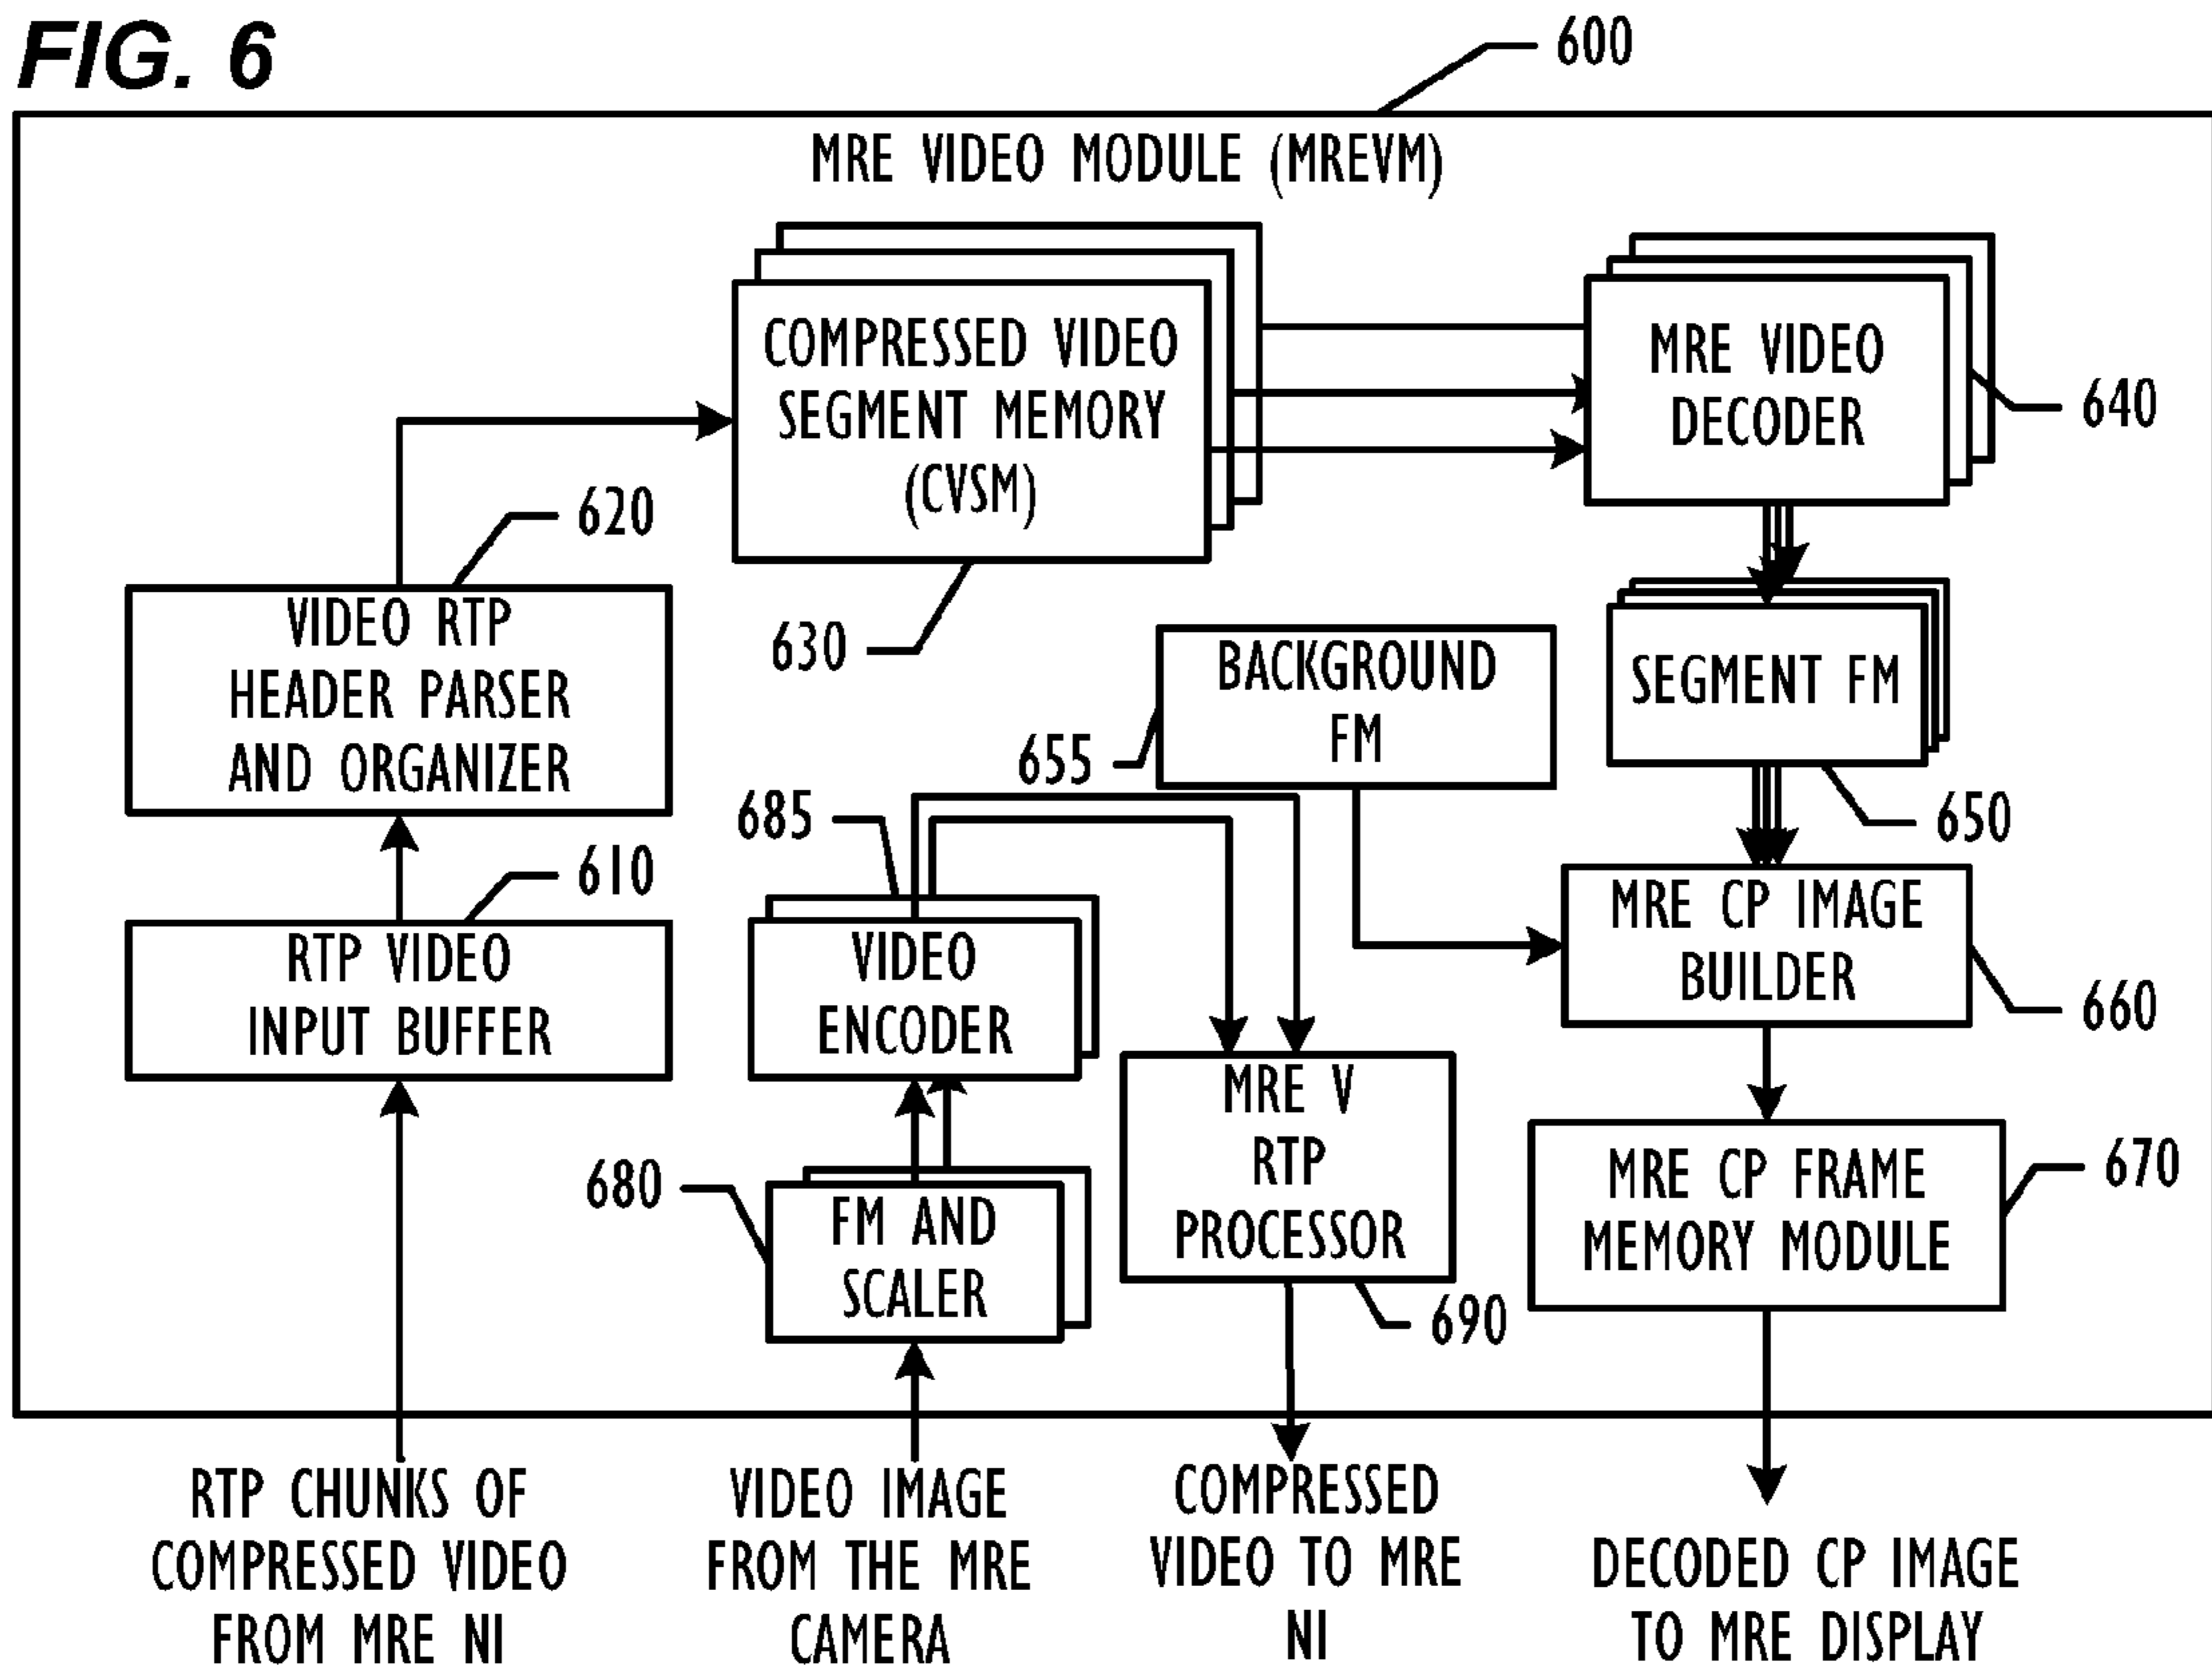 FIG. 6
600
MRE VIDEO MODULE (MREVM)
COMPRESSED VIDEO
SEGMENT MEMORY
(CVSM)
630
MRE VIDEO
DECODER
640
620
VIDEO RTP
HEADER PARSER
AND ORGANIZER
BACKGROUND
FM
655
SEGMENT FM
650
685
610
RTP VIDEO
INPUT BUFFER
VIDEO
ENCODER
MRE CP IMAGE
BUILDER
660
680
FM AND
SCALER
MRE V
RTP
PROCESSOR
690
MRE CP FRAME
MEMORY MODULE
670
RTP CHUNKS OF
COMPRESSED VIDEO
FROM MRE NI
VIDEO IMAGE
FROM THE MRE
CAMERA
COMPRESSED
VIDEO TO MRE
NI
DECODED CP IMAGE
TO MRE DISPLAY